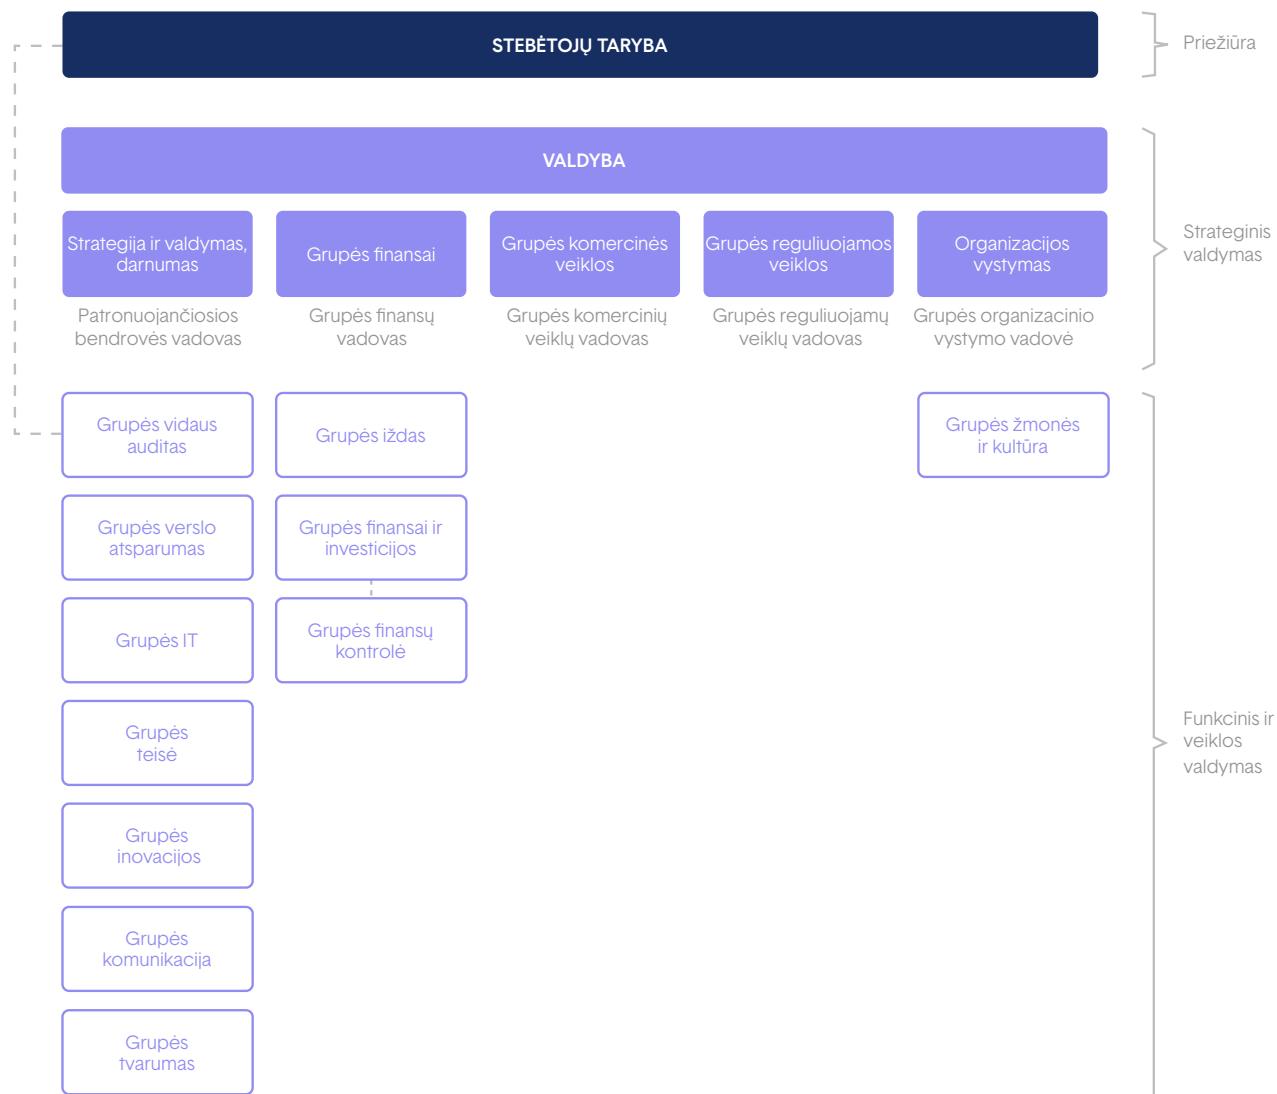 STEBĖTOJŲ TARYBA
Priežiūra
VALDYBA
Strategija ir valdymas,
darnumas
Grupės finansai
Grupės komercinės
veiklos
Grupės reguliuojamos
veiklos
Organizacijos
vystymas
Strateginis
valdymas
Patronuojančiosios
bendrovės vadovas
Grupės finansų
vadovas
Grupės komercinių
veiklų vadovas
Grupės reguliuojamų
veiklų vadovas
Grupės organizacinio
vystymo vadovė
Grupės vidaus
auditas
Grupės iždas
Grupės žmonės
ir kultūra
Grupės verslo
atsparumas
Grupės finansai ir
investicijos
Grupės IT
Grupės finansų
kontrolė
Grupės
teisė
Funkcinis ir
veiklos
valdymas
Grupės
inovacijos
Grupės
komunikacija
Grupės
tvarumas